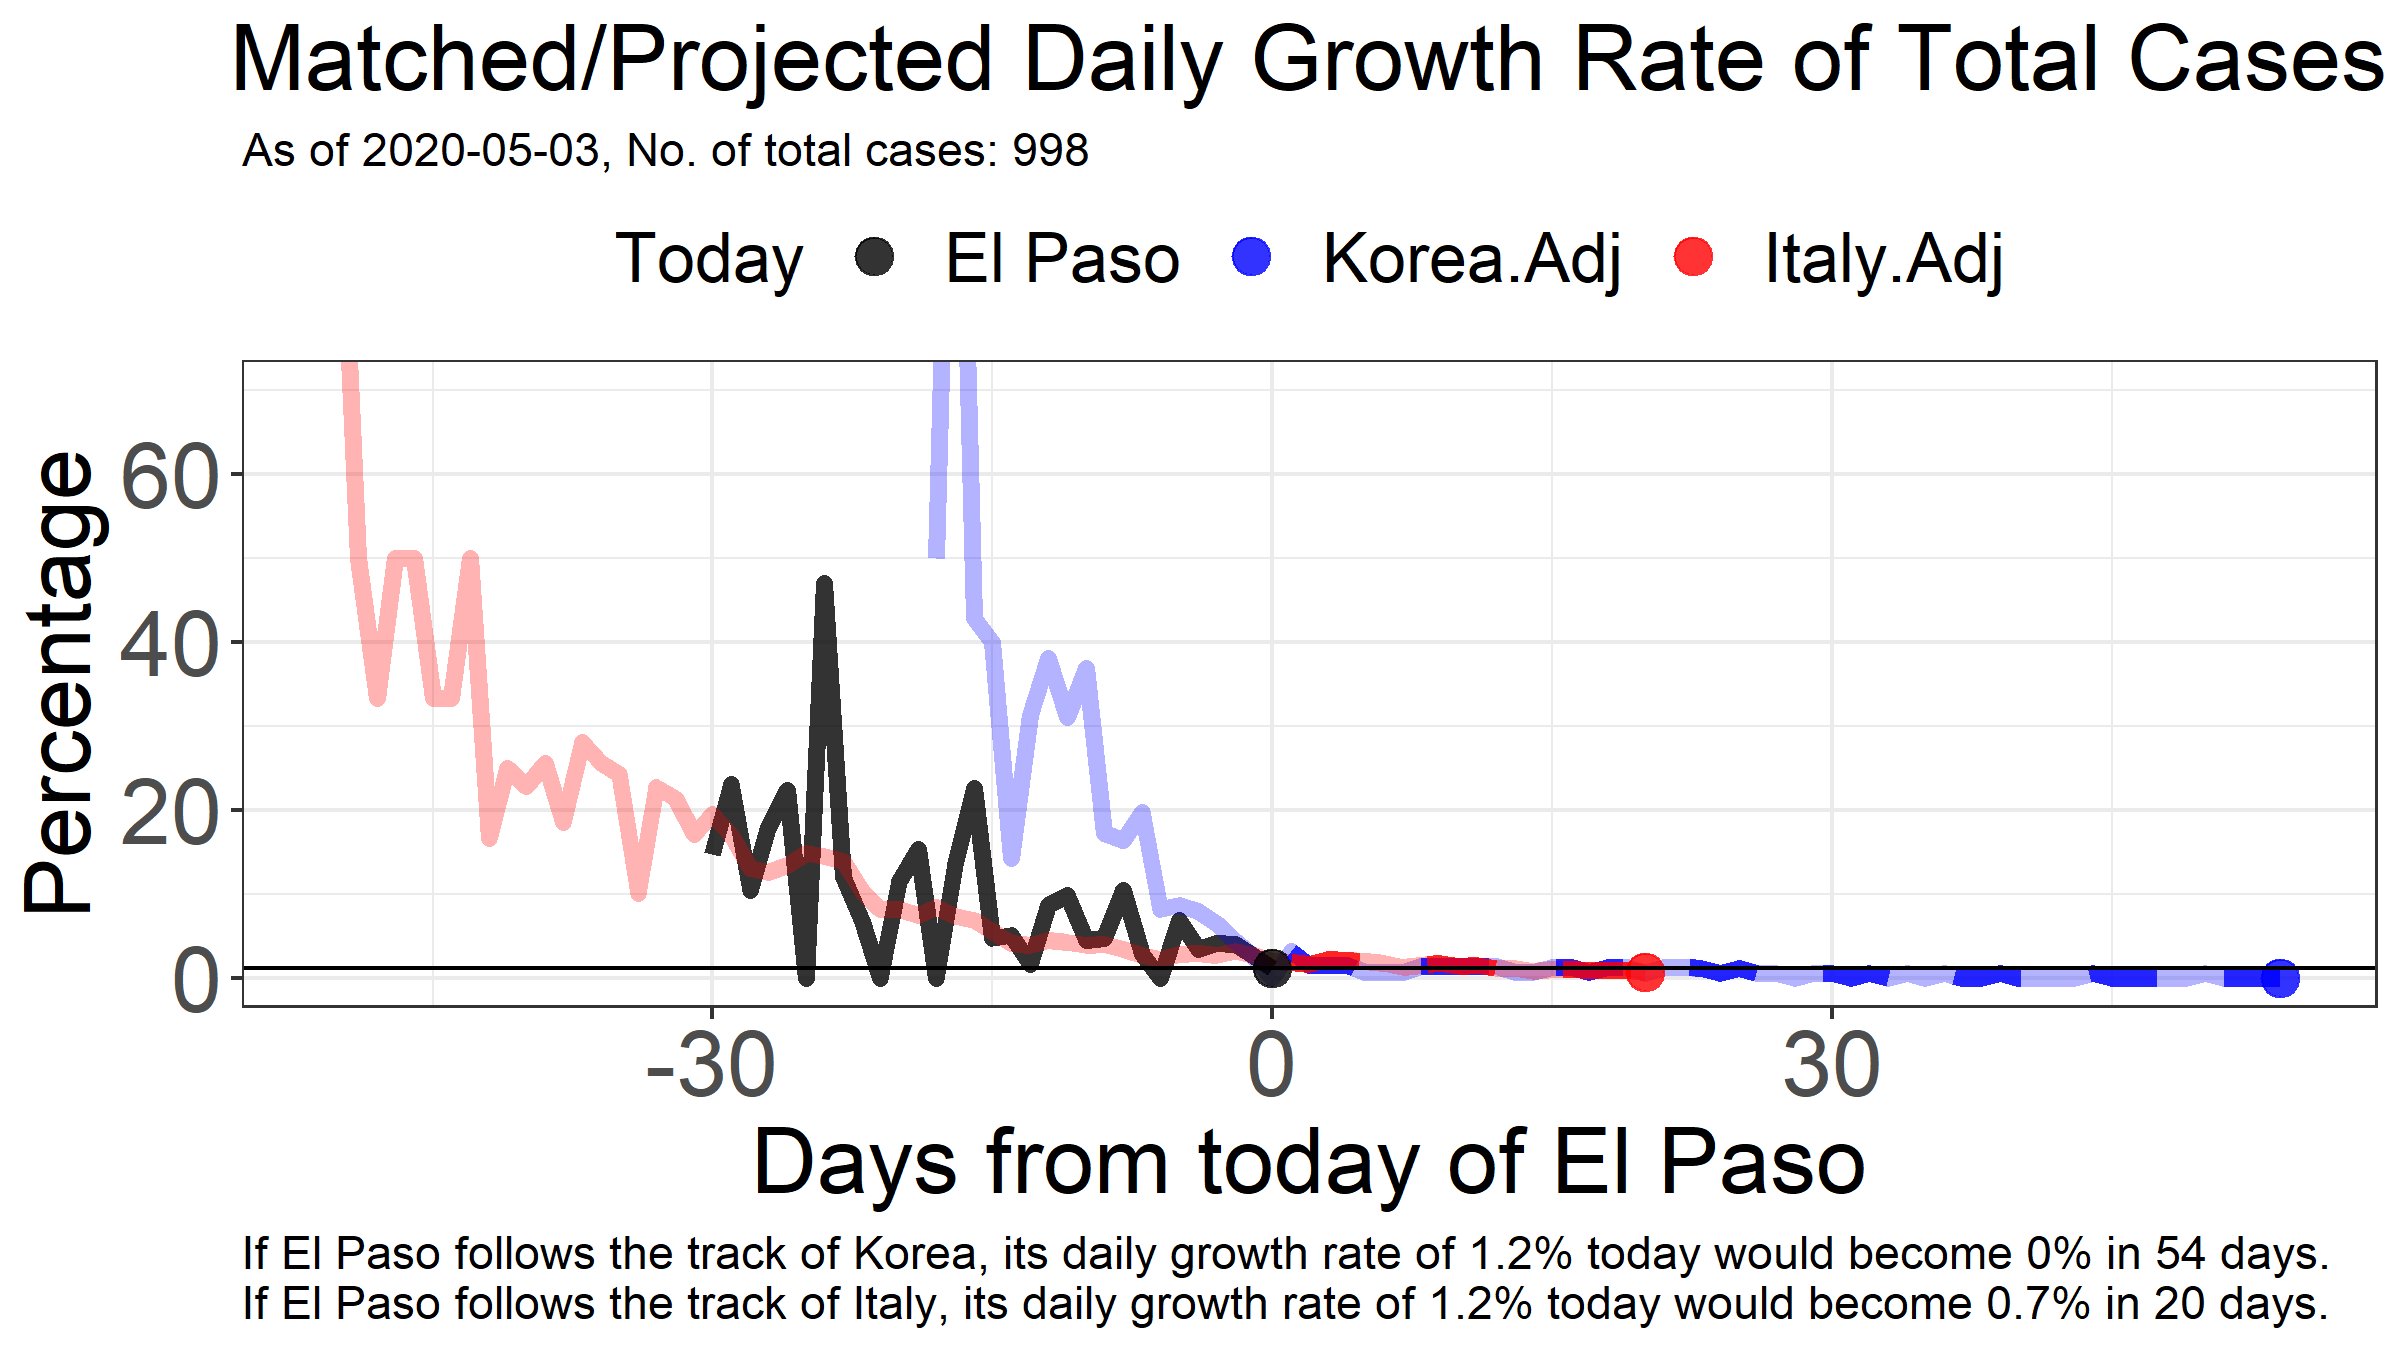 Matched/Projected Daily Growth Rate of Total Cases
As of 2020-05-03, No. of total cases: 998
Today El Paso Korea.Adj Italy.Adj
Percentage
60
40
20
0
-30 0 30
Days from today of El Paso
If El Paso follows the track of Korea, its daily growth rate of 1.2% today would become 0% in 54 days.
If El Paso follows the track of Italy, its daily growth rate of 1.2% today would become 0.7% in 20 days.